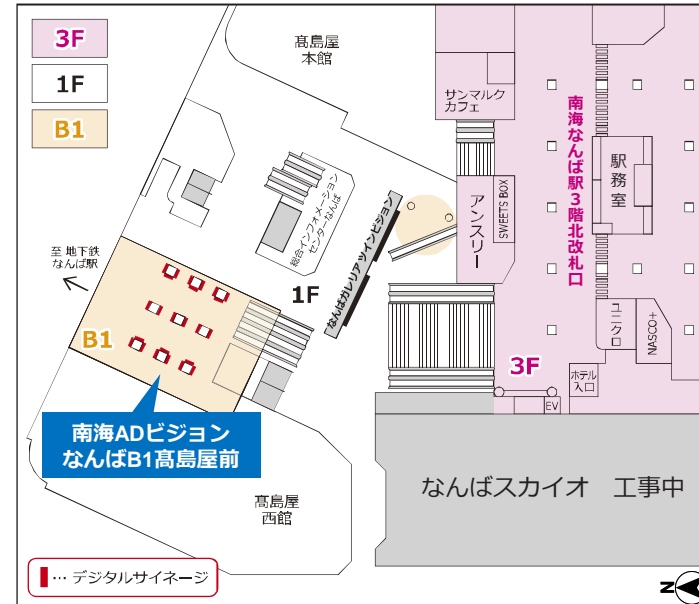 3F
1F
B1
髙島屋
本館
サンマルク
カフェ
南海なんば駅3階北改札口
駅務室
アンスリー
SWEETS BOX
総合インフォメーション
センターなんば
なんばガレリアツインビジョン
至 地下鉄
なんば駅
1F
B1
ユニクロ
NASCO+
3F
ホテル
入口
EV
南海ADビジョン
なんばB1髙島屋前
なんばスカイオ 工事中
髙島屋
西館
… デジタルサイネージ
N